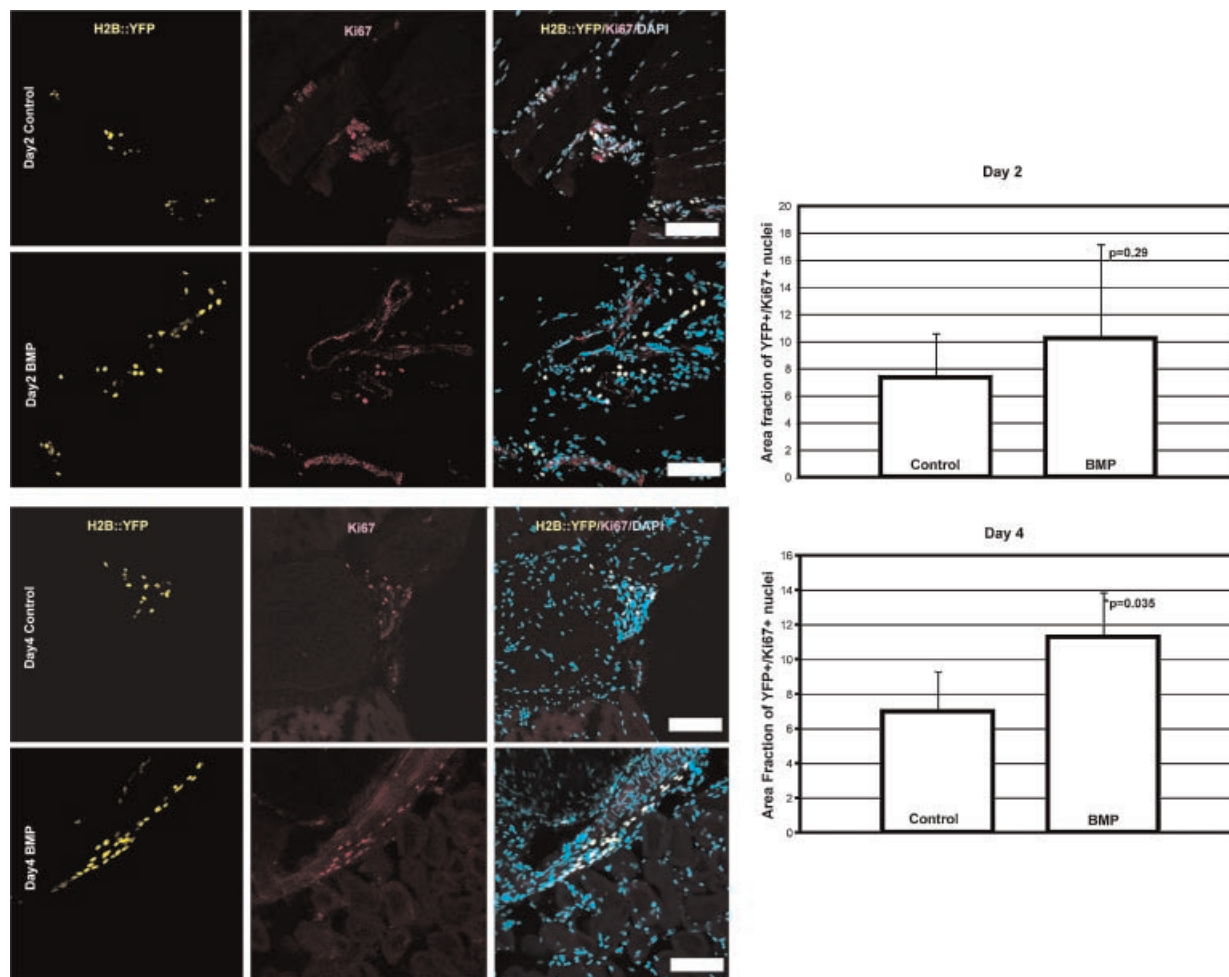 H2B::YFP
Ki67
H2B::YFP/Ki67/DAPI
Day2 Control
Day2 BMP
H2B::YFP
Ki67
H2B::YFP/Ki67/DAPI
Day4 Control
Day4 BMP
Day 2
Area fraction of YFP+/Ki67+ nuclei
20
18
16
14
12
10
8
6
4
2
0
p=0.29
Control
BMP
Day 4
Area Fraction of YFP+/Ki67+ nuclei
16
14
12
10
8
6
4
2
0
*p=0.035
Control
BMP